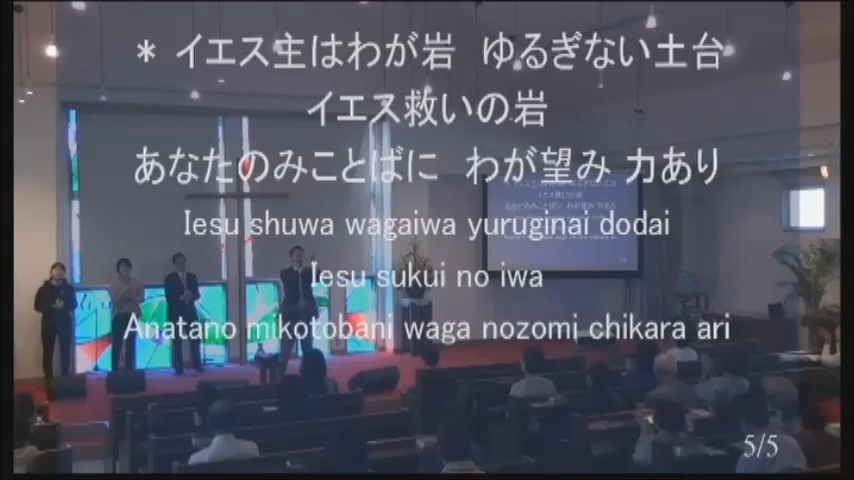 * イエス主はわが岩 ゆるぎない土台
イエス救いの岩
あなたのみことばに わが望み 力あり
Iesu shuwa wagaiwa yuruginai dodai
Iesu sukui no iwa
Anatano mikotobani waga nozomi chikara ari
5/5